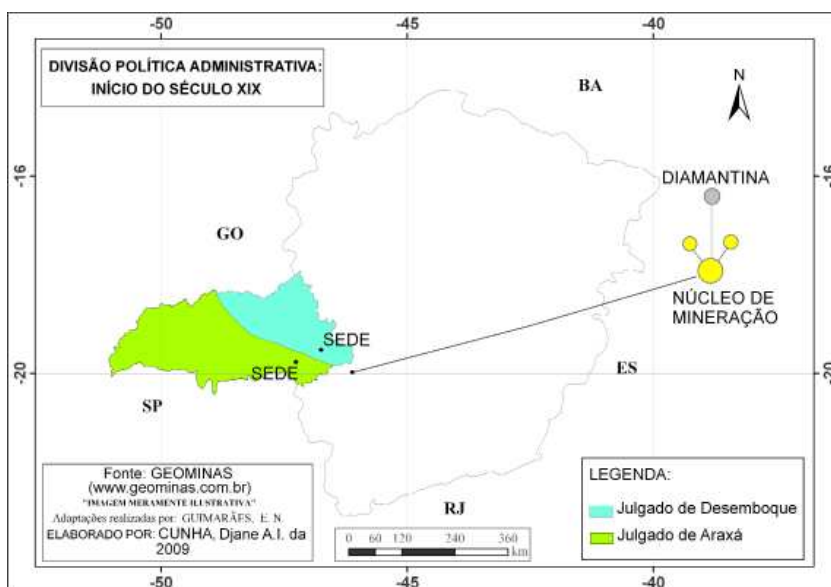 -50
-45
-40
DIVISÃO POLÍTICA ADMINISTRATIVA:
INÍCIO DO SÉCULO XIX
BA
N
-16
-16
DIAMANTINA
GO
NÚCLEO DE
MINERAÇÃO
SEDE
SEDE
-20
-20
ES
SP
Fonte: GEOMINAS
(www.geominas.com.br)
"IMAGEM MERAMENTE ILUSTRATIVA"
Adaptações realizadas por: GUIMARÃES, E. N.
ELABORADO POR: CUNHA, Djane A.I. da
2009
RJ
0 60 120 240 360
km
LEGENDA:
Julgado de Desemboque
Julgado de Araxá
-50
-45
-40